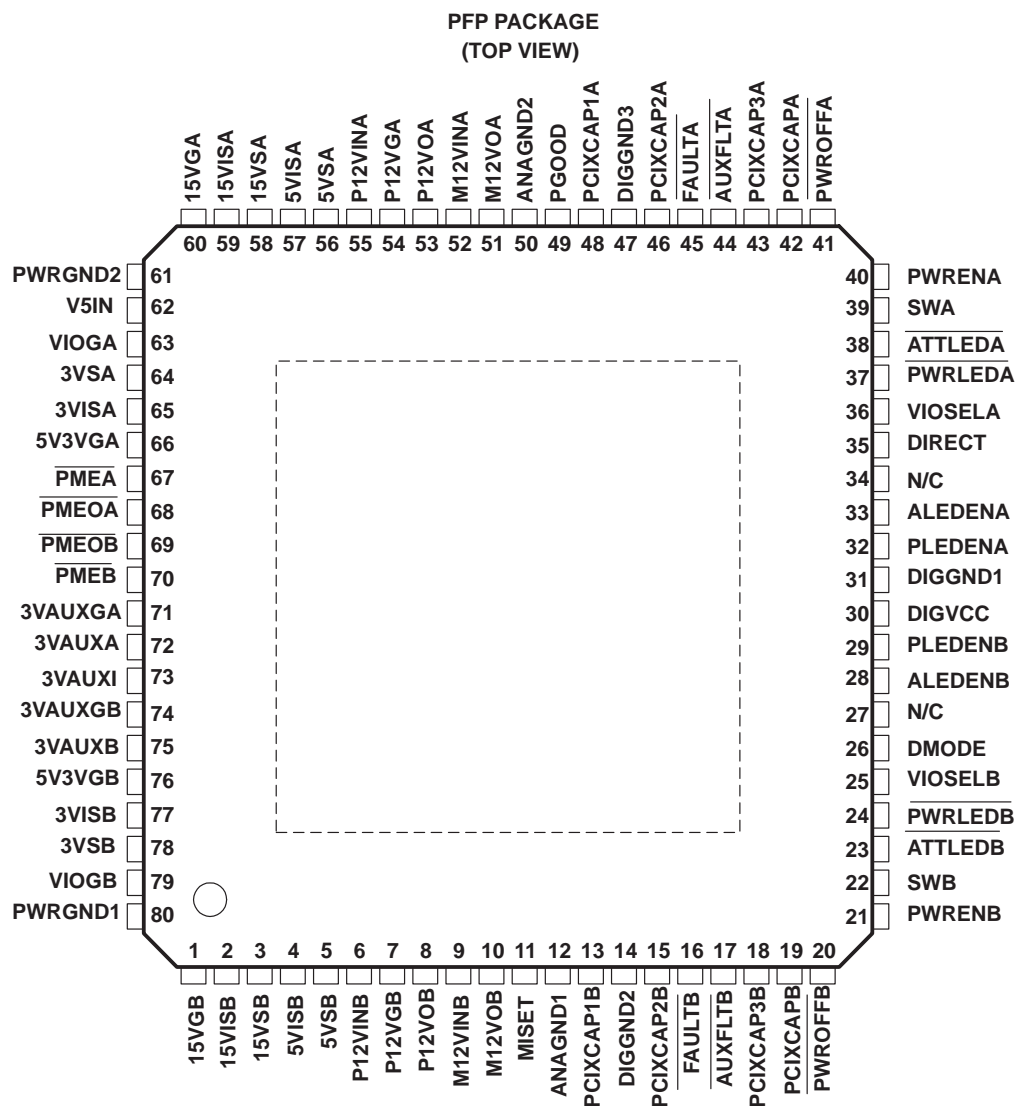 PFP PACKAGE
(TOP VIEW)
15VGA
15VISA
15VSA
5VISA
5VSA
P12VINA
P12VGA
P12VOA
M12VINA
M12VOA
ANAGND2
PGOOD
PCIXCAP1A
DIGGND3
PCIXCAP2A
FAULTA
AUXFLTA
PCIXCAP3A
PCIXCAPA
PWROFFA
60 59 58 57 56 55 54 53 52 51 50 49 48 47 46 45 44 43 42 41
PWRGND2 61
V5IN 62
VIOGA 63
3VSA 64
3VISA 65
5V3VGA 66
PMEA 67
PMEOA 68
PMEOB 69
PMEB 70
3VAUXGA 71
3VAUXA 72
3VAUXI 73
3VAUXGB 74
3VAUXB 75
5V3VGB 76
3VISB 77
3VSB 78
VIOGB 79
PWRGND1 80
40 PWRENA
39 SWA
38 ATTLEDA
37 PWRLEDA
36 VIOSELA
35 DIRECT
34 N/C
33 ALEDENA
32 PLEDENA
31 DIGGND1
30 DIGVCC
29 PLEDENB
28 ALEDENB
27 N/C
26 DMODE
25 VIOSELB
24 PWRLEDB
23 ATTLEDB
22 SWB
21 PWRENB
1 2 3 4 5 6 7 8 9 10 11 12 13 14 15 16 17 18 19 20
15VGB
15VISB
15VSB
5VISB
5VSB
P12VINB
P12VGB
P12VOB
M12VINB
M12VOB
MISET
ANAGND1
PCIXCAP1B
DIGGND2
PCIXCAP2B
FAULTB
AUXFLTB
PCIXCAP3B
PCIXCAPB
PWROFFB